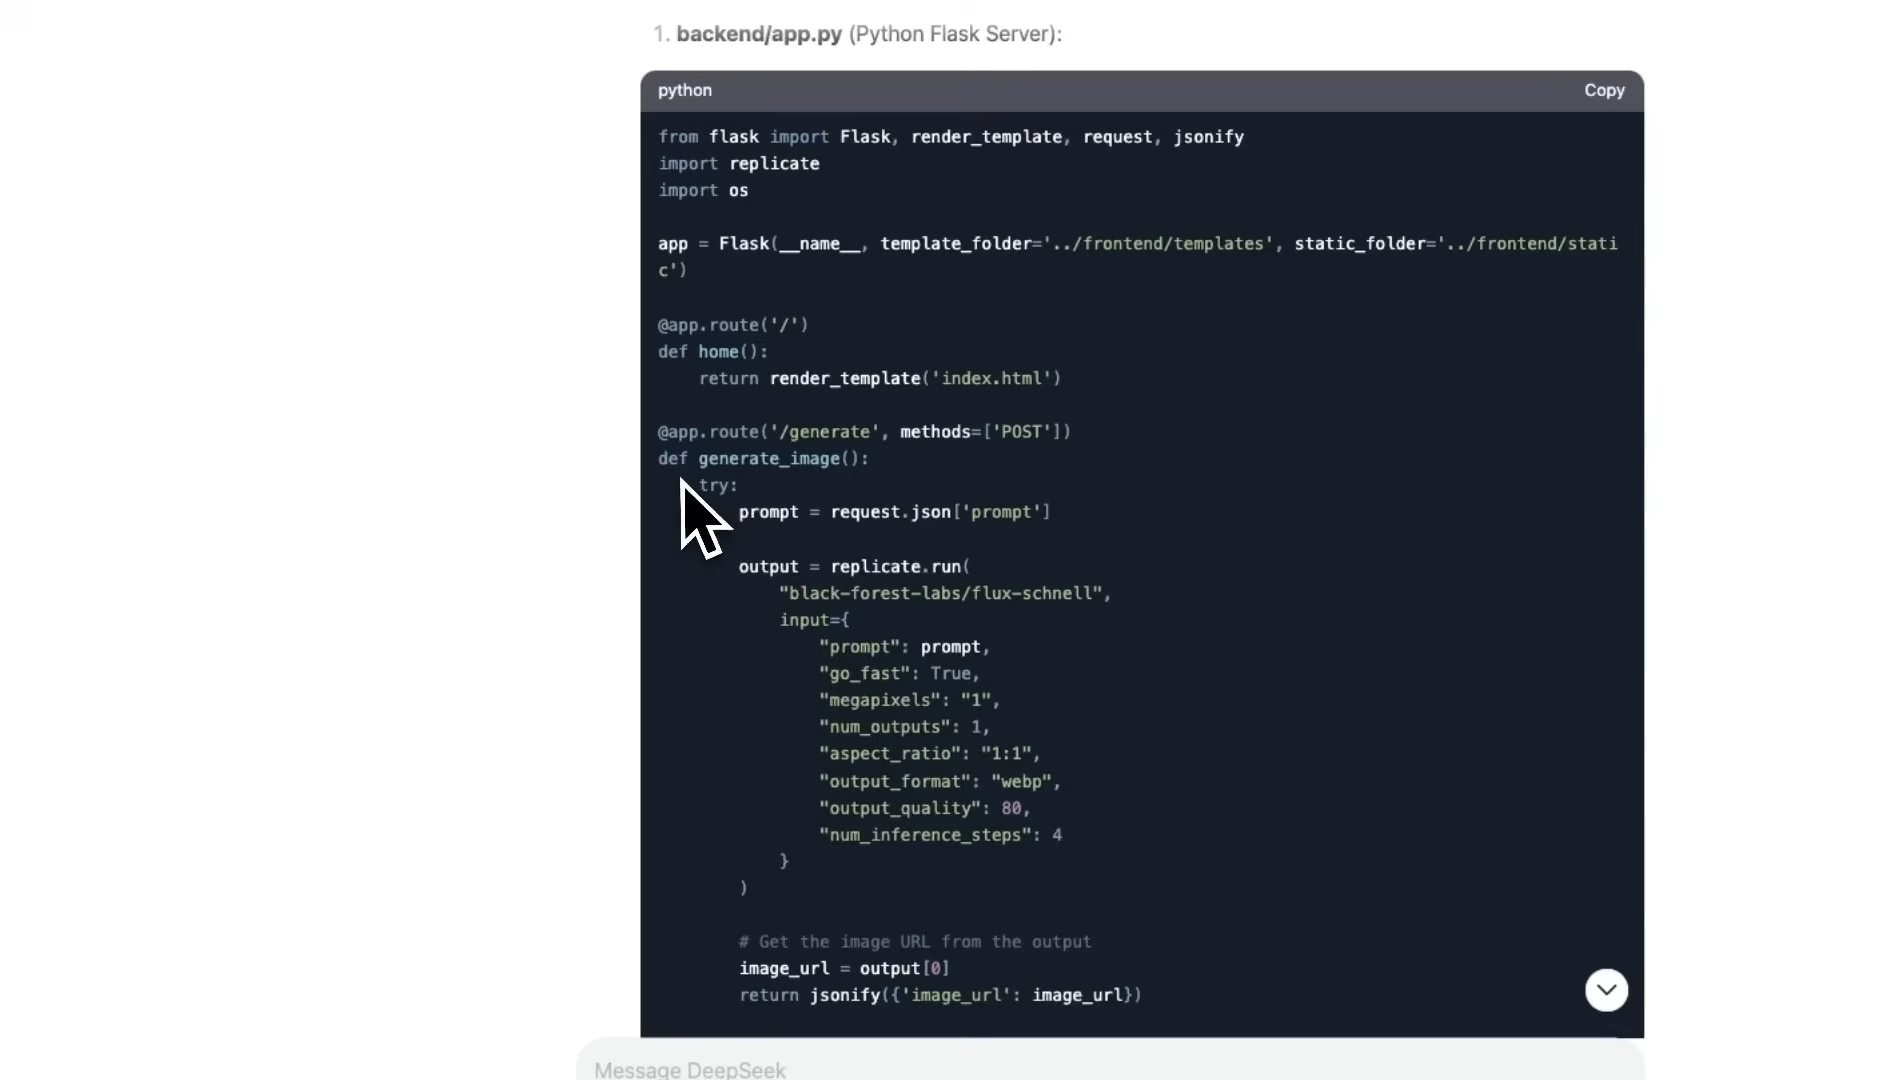 1. backend/app.py (Python Flask Server):
python
Copy
from flask import Flask, render_template, request, jsonify
import replicate
import os
app = Flask(__name__, template_folder='../frontend/templates', static_folder='../frontend/stati
c')
@app.route('/')
def home():
    return render_template('index.html')
@app.route('/generate', methods=['POST'])
def generate_image():
    try:
        prompt = request.json['prompt']
        output = replicate.run(
            "black-forest-labs/flux-schnell",
            input={
                "prompt": prompt,
                "go_fast": True,
                "megapixels": "1",
                "num_outputs": 1,
                "aspect_ratio": "1:1",
                "output_format": "webp",
                "output_quality": 80,
                "num_inference_steps": 4
            }
        )
        # Get the image URL from the output
        image_url = output[0]
        return jsonify({'image_url': image_url})
Message DeepSeek